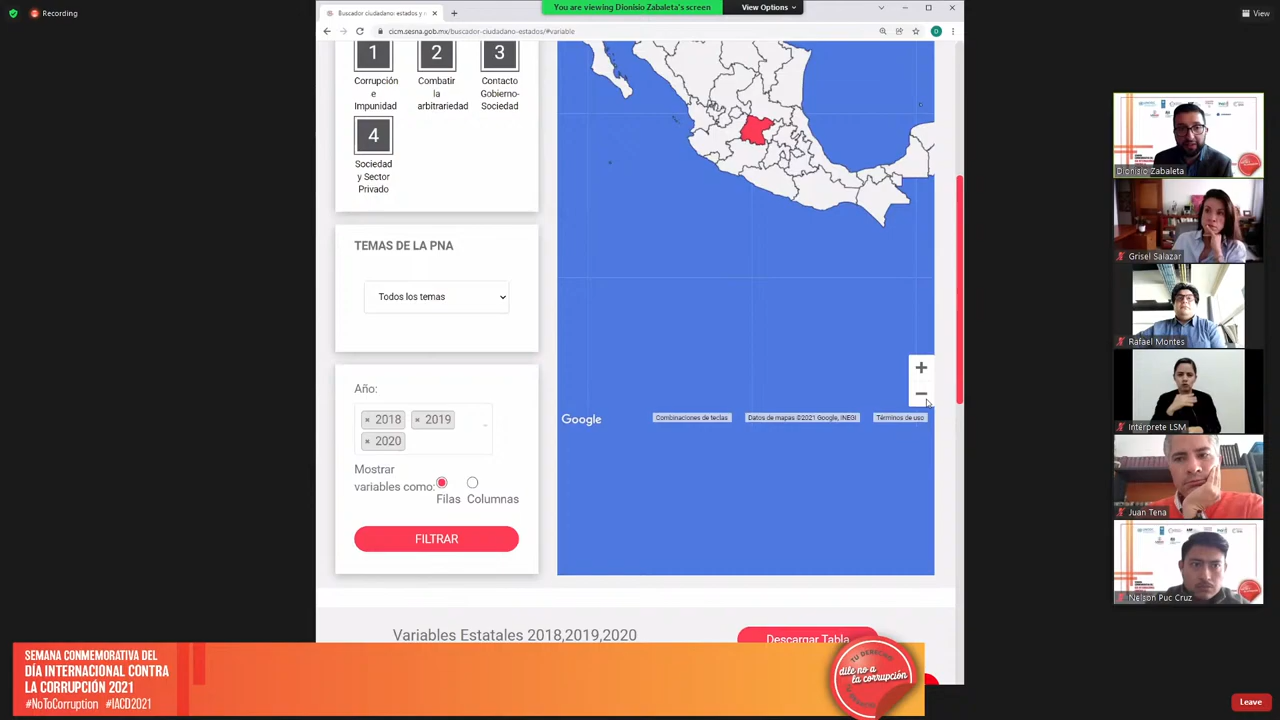 Recording
Buscador ciudadano: estados y
You are viewing Dionisio Zabaleta's screen
View Options
View
cicm.sesna.gob.mx/buscador-ciudadano-estados/#variable
D
1
2
3
Corrupción
e
Impunidad
Combatir
la
arbitrariedad
Contacto
Gobierno-
Sociedad
4
Sociedad
y Sector
Privado
TEMAS DE LA PNA
Todos los temas
Año:
× 2018 × 2019
× 2020
Mostrar
variables como:
Filas Columnas
FILTRAR
+
−
Google
Combinaciones de teclas
Datos de mapas ©2021 Google, INEGI
Términos de uso
Variables Estatales 2018,2019,2020
Descargar Tabla
Dionisio Zabaleta
Grisel Salazar
Rafael Montes
Intérprete LSM
Juan Tena
Nelson Puc Cruz
SEMANA CONMEMORATIVA DEL
DÍA INTERNACIONAL CONTRA
LA CORRUPCIÓN 2021
#NoToCorruption #IACD2021
TU DERECHO
dile no a
la corrupción
Leave